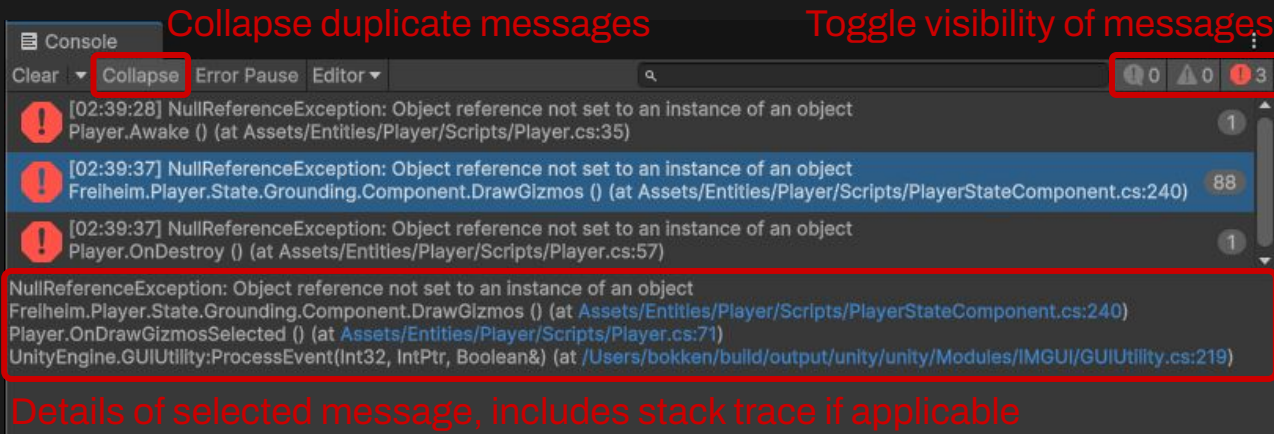 Collapse duplicate messages
Toggle visibility of messages
Console
Clear Collapse Error Pause Editor 0 0 3
[02:39:28] NullReferenceException: Object reference not set to an instance of an object
Player.Awake () (at Assets/Entities/Player/Scripts/Player.cs:35)
1
[02:39:37] NullReferenceException: Object reference not set to an instance of an object
Freiheim.Player.State.Grounding.Component.DrawGizmos () (at Assets/Entities/Player/Scripts/PlayerStateComponent.cs:240)
88
[02:39:37] NullReferenceException: Object reference not set to an instance of an object
Player.OnDestroy () (at Assets/Entities/Player/Scripts/Player.cs:57)
1
NullReferenceException: Object reference not set to an instance of an object
Freiheim.Player.State.Grounding.Component.DrawGizmos () (at Assets/Entities/Player/Scripts/PlayerStateComponent.cs:240)
Player.OnDrawGizmosSelected () (at Assets/Entities/Player/Scripts/Player.cs:71)
UnityEngine.GUIUtility:ProcessEvent(Int32, IntPtr, Boolean&) (at /Users/bokken/build/output/unity/unity/Modules/IMGUI/GUIUtility.cs:219)
Details of selected message, includes stack trace if applicable